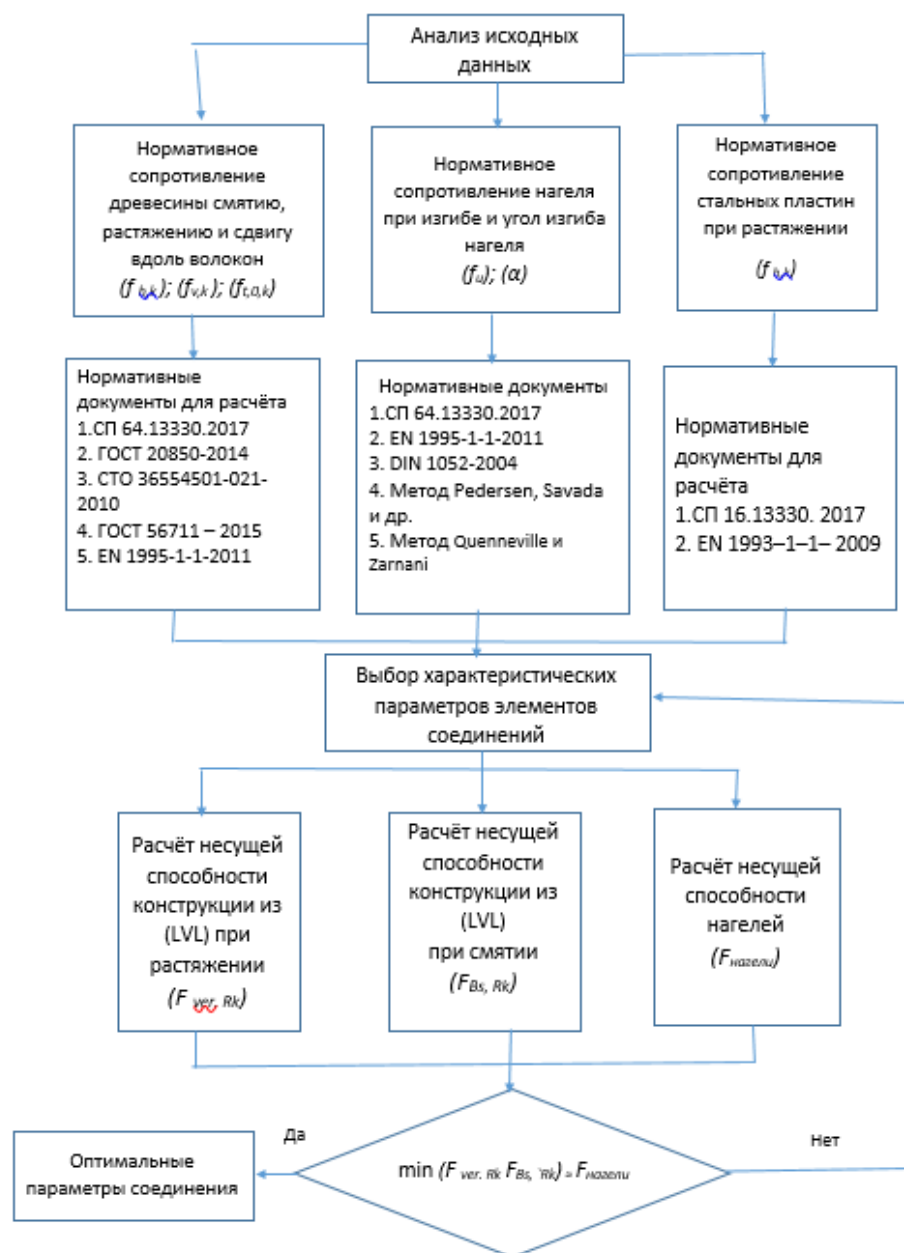 Анализ исходных
данных
Нормативное
сопротивление
древесины смятию,
растяжению и сдвигу
вдоль волокон
(f h,k); (fv,k); (ft,0,k)
Нормативное
сопротивление нагеля
при изгибе и угол изгиба
нагеля
(fu); (α)
Нормативное
сопротивление
стальных пластин
при растяжении
Нормативные
документы для расчёта
1.СП 64.13330.2017
2. ГОСТ 20850-2014
3. СТО 36554501-021-
2010
4. ГОСТ 56711 – 2015
5. EN 1995-1-1-2011
Нормативные документы
1.СП 64.13330.2017
2. EN 1995-1-1-2011
3. DIN 1052-2004
4. Метод Pedersen, Savada
и др.
5. Метод Quenneville и
Zarnani
Нормативные
документы для
расчёта
1.СП 16.13330. 2017
2. EN 1993–1–1– 2009
Выбор характеристических
параметров элементов
соединений
Расчёт несущей
способности
конструкции из
(LVL) при
растяжении
(F ver, Rk)
Расчёт несущей
способности
конструкции из
(LVL)
при смятии
(FBs, Rk)
Расчёт несущей
способности
нагелей
(Fнагели)
Да
Нет
Оптимальные
параметры соединения
min (F ver. Rk F Bs, `Rk) = Fнагели